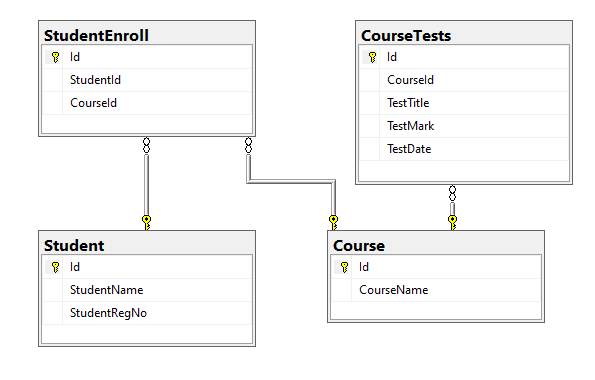 StudentEnroll
Id
StudentId
CourseId
CourseTests
Id
CourseId
TestTitle
TestMark
TestDate
Student
Id
StudentName
StudentRegNo
Course
Id
CourseName